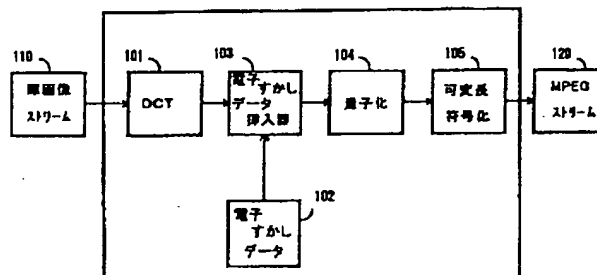 110
101
103
104
105
120
原画像
ストリーム
DCT
電子
すかし
データ
挿入器
量子化
可変長
符号化
MPEG
ストリーム
102
電子
すかし
データ